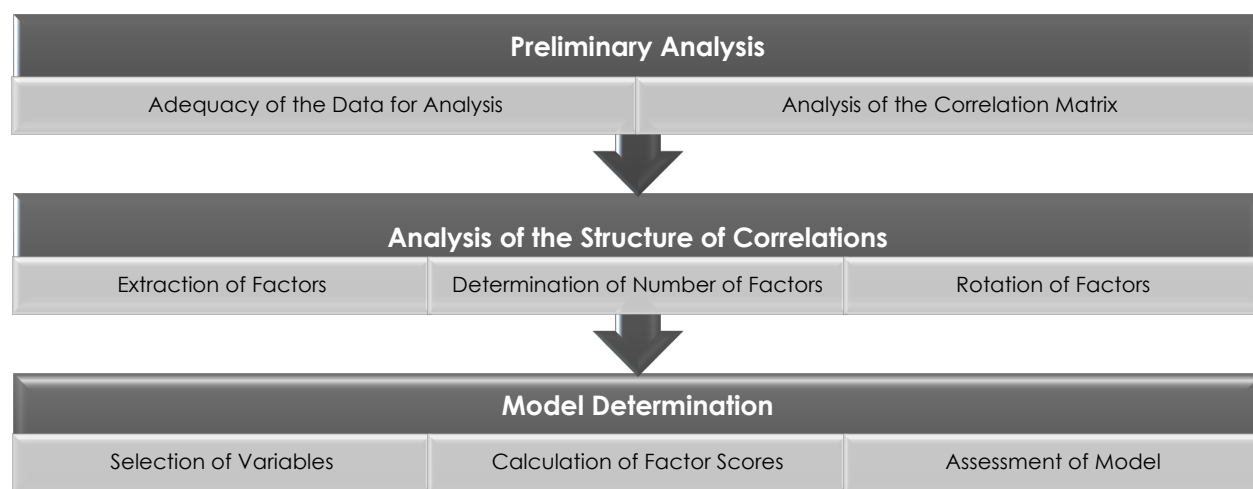 Preliminary Analysis
Adequacy of the Data for Analysis
Analysis of the Correlation Matrix
Analysis of the Structure of Correlations
Extraction of Factors
Determination of Number of Factors
Rotation of Factors
Model Determination
Selection of Variables
Calculation of Factor Scores
Assessment of Model